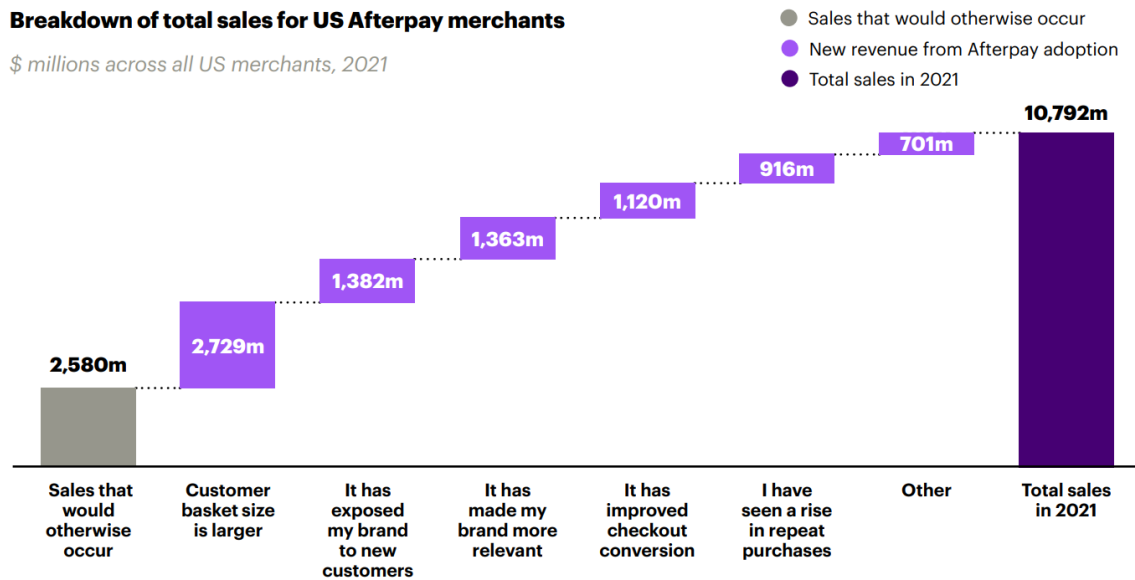 Breakdown of total sales for US Afterpay merchants
$ millions across all US merchants, 2021
Sales that would otherwise occur
New revenue from Afterpay adoption
Total sales in 2021
2,580m
2,729m
1,382m
1,363m
1,120m
916m
701m
10,792m
Sales that
would
otherwise
occur
Customer
basket size
is larger
It has
exposed
my brand
to new
customers
It has
made my
brand more
relevant
It has
improved
checkout
conversion
I have
seen a rise
in repeat
purchases
Other
Total sales
in 2021